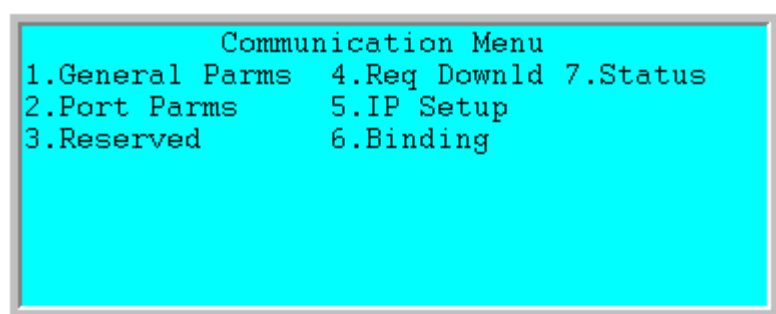 Communication Menu
1.General Parms 4.Req Downld 7.Status
2.Port Parms 5.IP Setup
3.Reserved 6.Binding